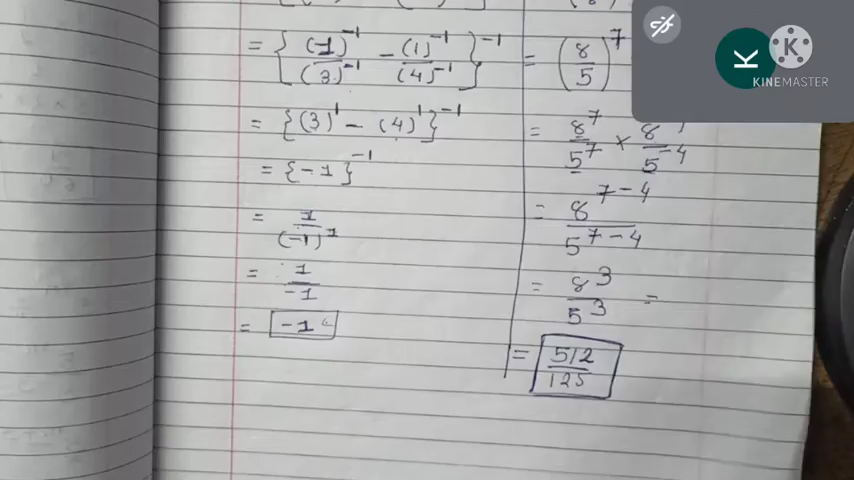 = {(1)^-1/(3)^-1 - (1)^-1/(4)^-1}^-1
= {(3)^1 - (4)^1}^-1
= {-1}^-1
= 1/(-1)^1
= 1/-1
= -1
= (8/5)^7
= 8^7/5^7 × 8/5^-4
= 8^7-4/5^7-4
= 8^3/5^3 =
= 512/125
K
KINEMASTER